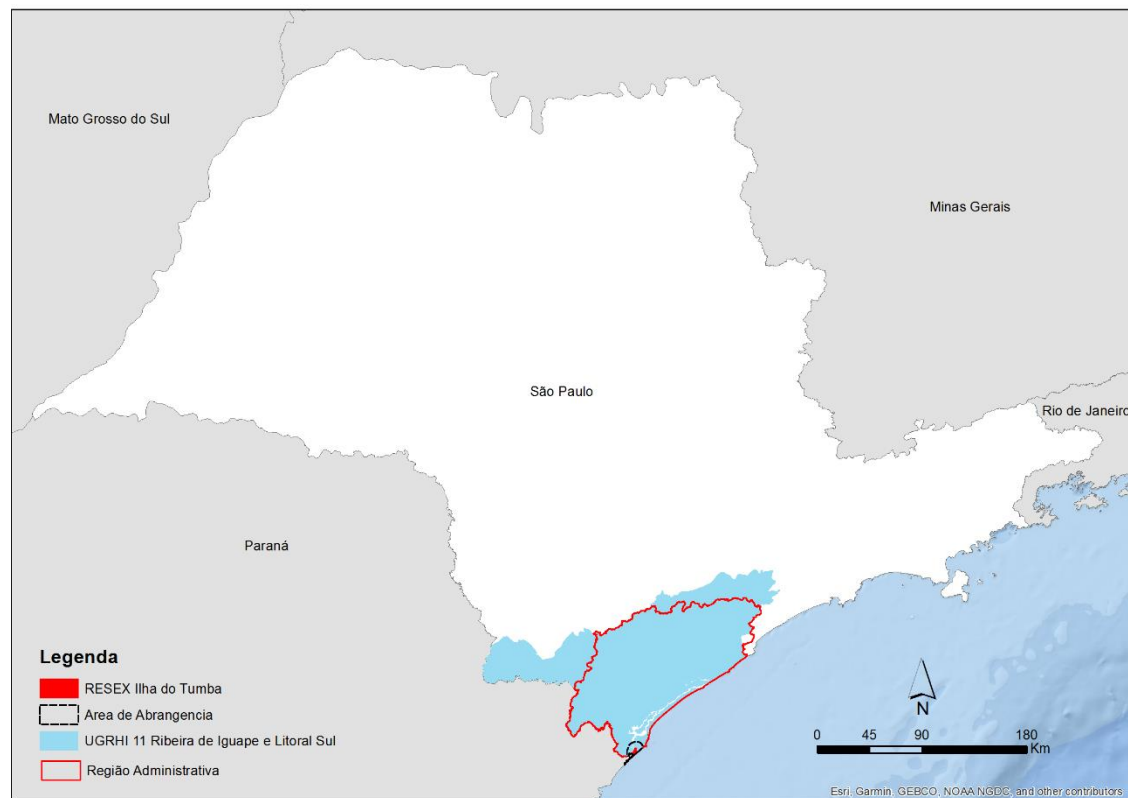 Mato Grosso do Sul
Minas Gerais
São Paulo
Rio de Janeiro
Paraná
Legenda
RESEX Ilha do Tumba
Area de Abrangencia
UGRHI 11 Ribeira de Iguape e Litoral Sul
Região Administrativa
N
0 45 90 180
Km
Esri, Garmin, GEBCO, NOAA NGDC, and other contributors